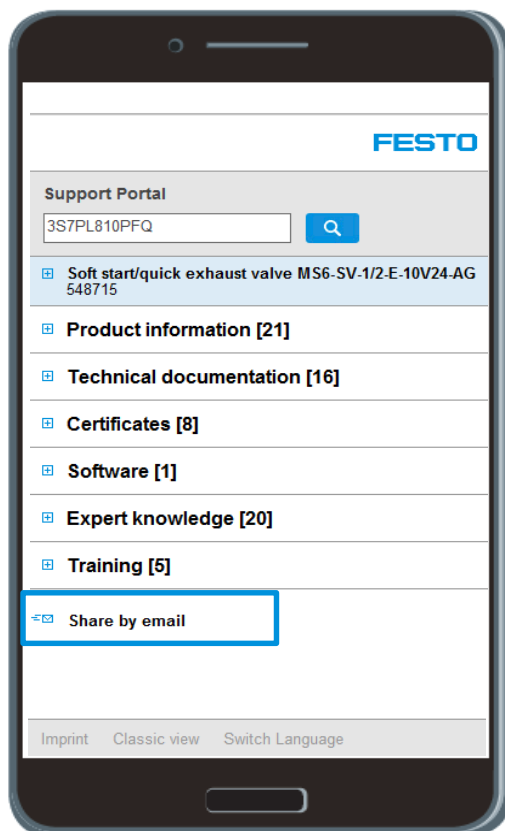 FESTO
Support Portal
3S7PL810PFQ
Soft start/quick exhaust valve MS6-SV-1/2-E-10V24-AG
548715
Product information [21]
Technical documentation [16]
Certificates [8]
Software [1]
Expert knowledge [20]
Training [5]
Share by email
Imprint Classic view Switch Language